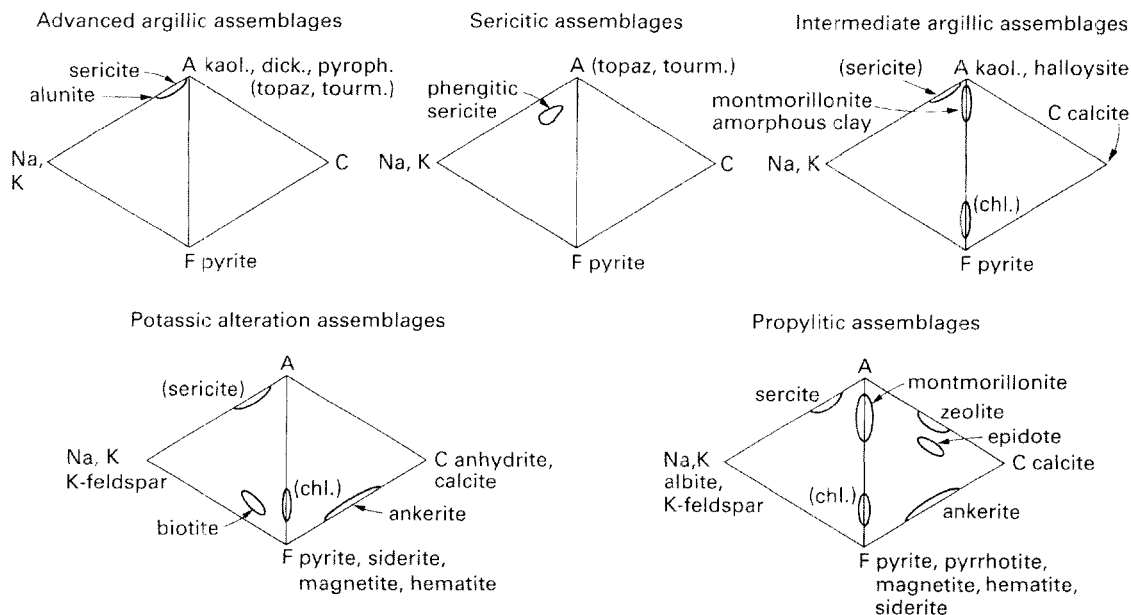 Advanced argillic assemblages
sericite
alunite
A kaol., dick., pyroph.
(topaz, tourm.)
Na,
K
C
F pyrite
Sericitic assemblages
A (topaz, tourm.)
phengitic
sericite
Na, K
C
F pyrite
Intermediate argillic assemblages
(sericite)
A kaol., halloysite
montmorillonite
amorphous clay
C calcite
Na, K
(chl.)
F pyrite
Potassic alteration assemblages
A
(sericite)
Na, K
K-feldspar
C anhydrite,
calcite
(chl.)
biotite
ankerite
F pyrite, siderite,
magnetite, hematite
Propylitic assemblages
A
sercite
montmorillonite
zeolite
epidote
Na,K
albite,
K-feldspar
C calcite
(chl.)
ankerite
F pyrite, pyrrhotite,
magnetite, hematite,
siderite